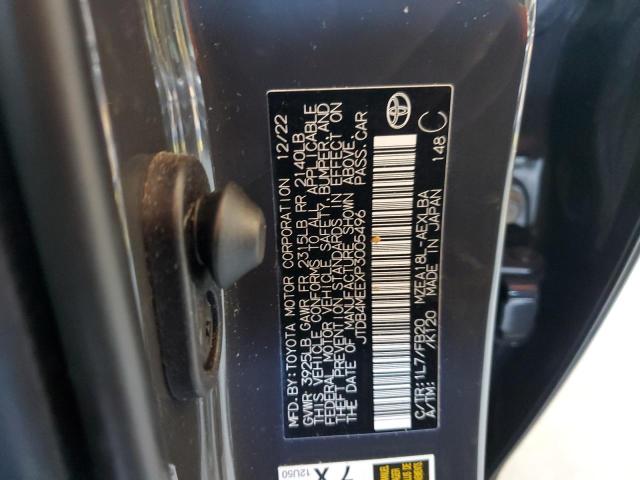 MFD.BY:TOYOTA MOTOR CORPORATION 12/22
GVWR 3925LB GAWR FR 2315LB RR 2140LB
THIS VEHICLE CONFORMS TO ALL APPLICABLE
FEDERAL MOTOR VEHICLE SAFETY, BUMPER, AND
THEFT PREVENTION STANDARDS IN EFFECT ON
THE DATE OF MANUFACTURE SHOWN ABOVE.
JTDB4MEEXP3005496 PASS.CAR
C/TR:1L7/FB20 MZEA18L-AEXLBA
A/TM: /K120 MADE IN JAPAN 148 C
7X
12U50